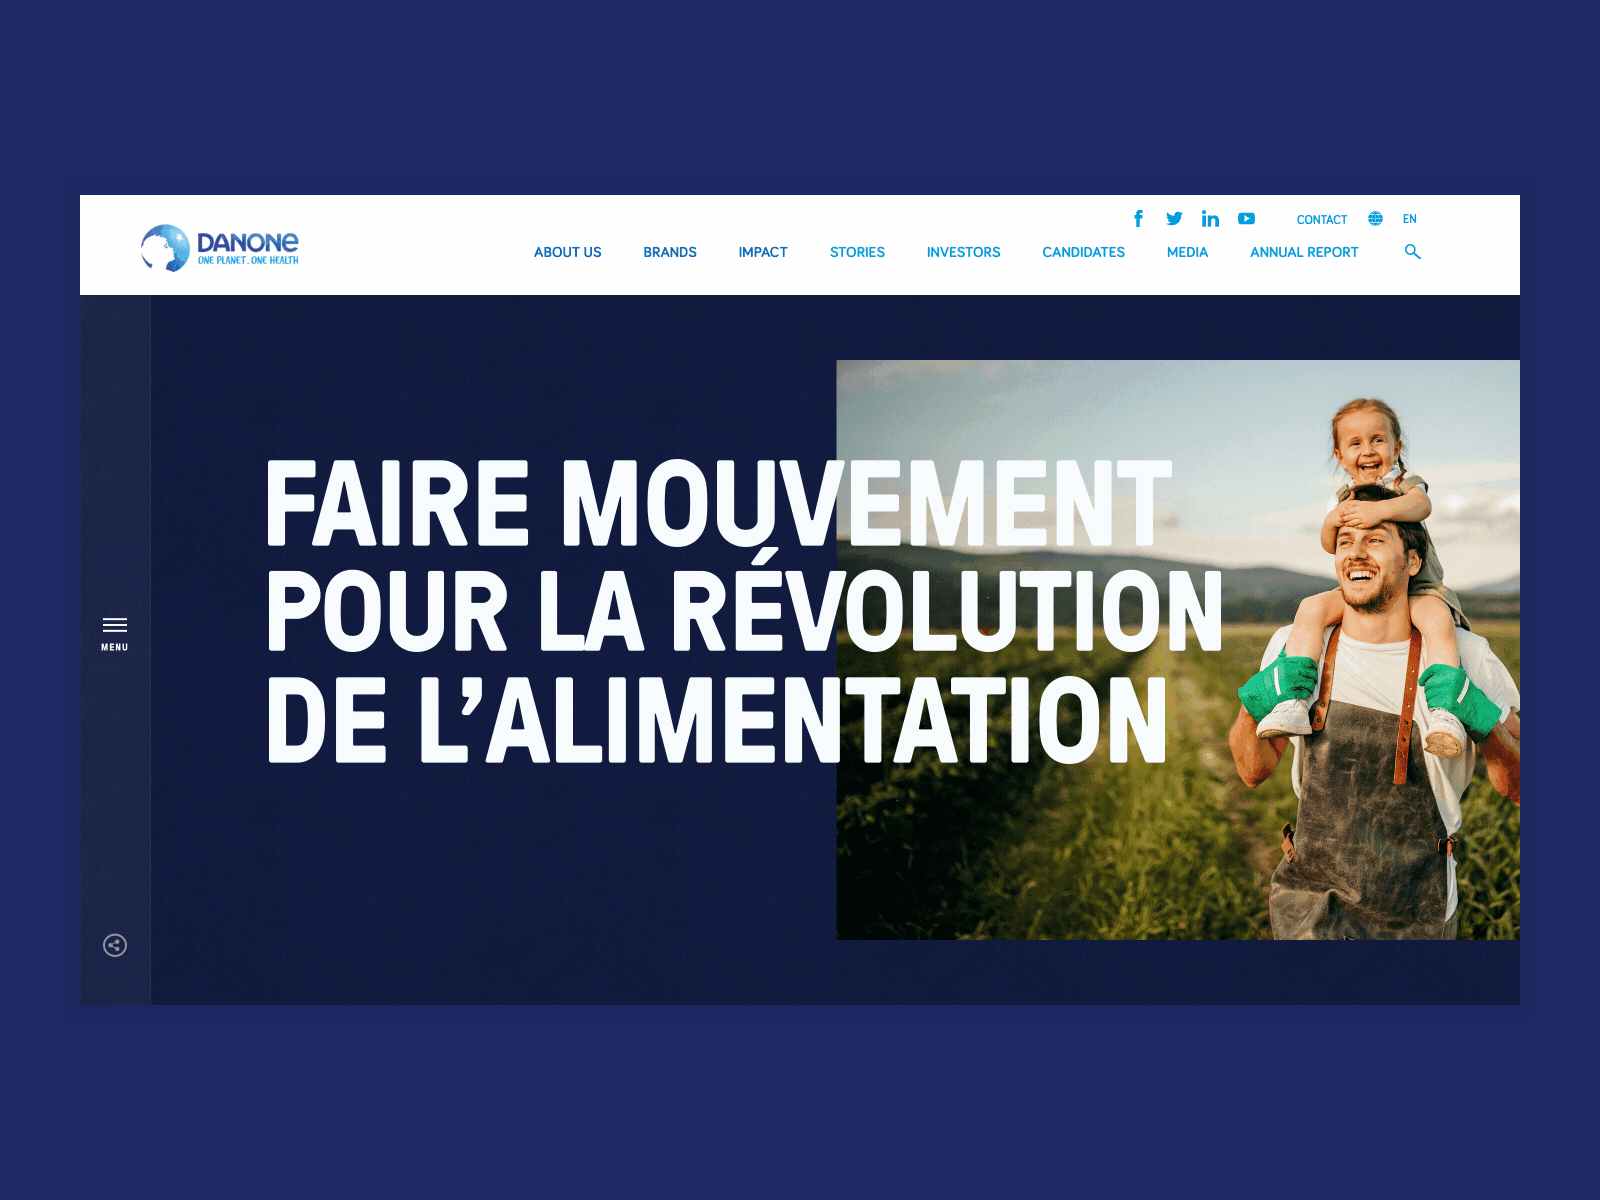 DANONE
ONE PLANET. ONE HEALTH
CONTACT EN
ABOUT US BRANDS IMPACT STORIES INVESTORS CANDIDATES MEDIA ANNUAL REPORT
FAIRE MOUVEMENT
POUR LA RÉVOLUTION
DE L’ALIMENTATION
MENU